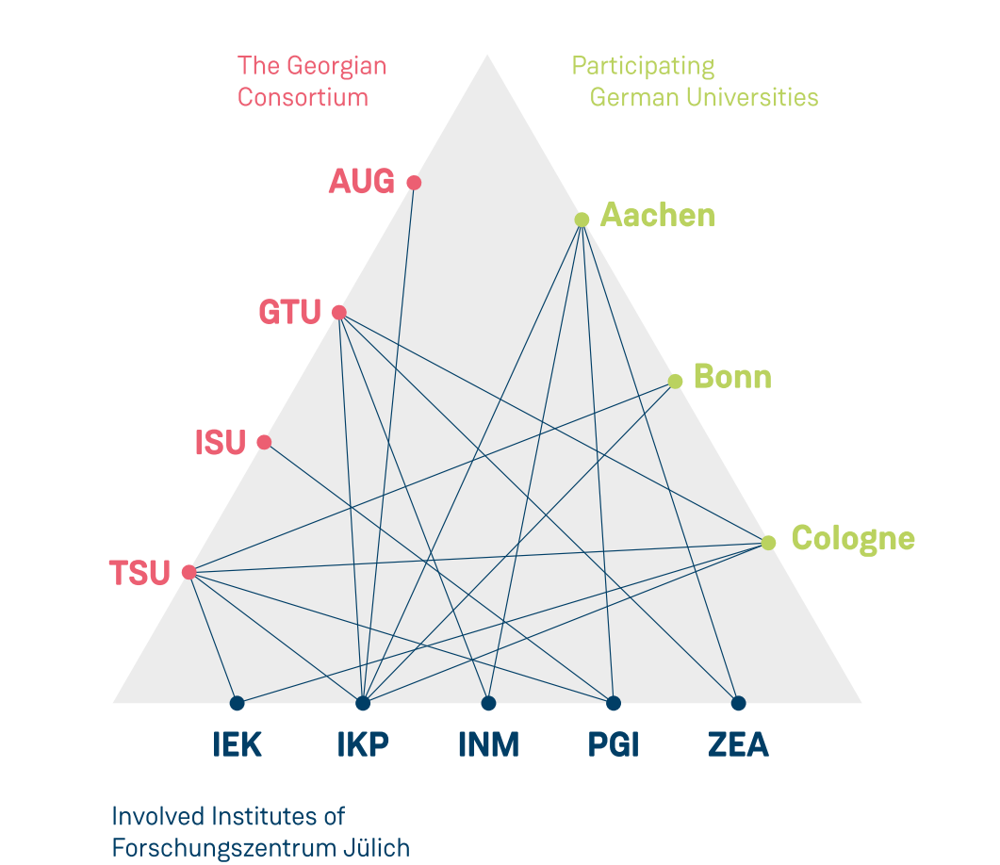 The Georgian
Consortium
Participating
German Universities
AUG
Aachen
GTU
Bonn
ISU
Cologne
TSU
IEK
IKP
INM
PGI
ZEA
Involved Institutes of
Forschungszentrum Jülich